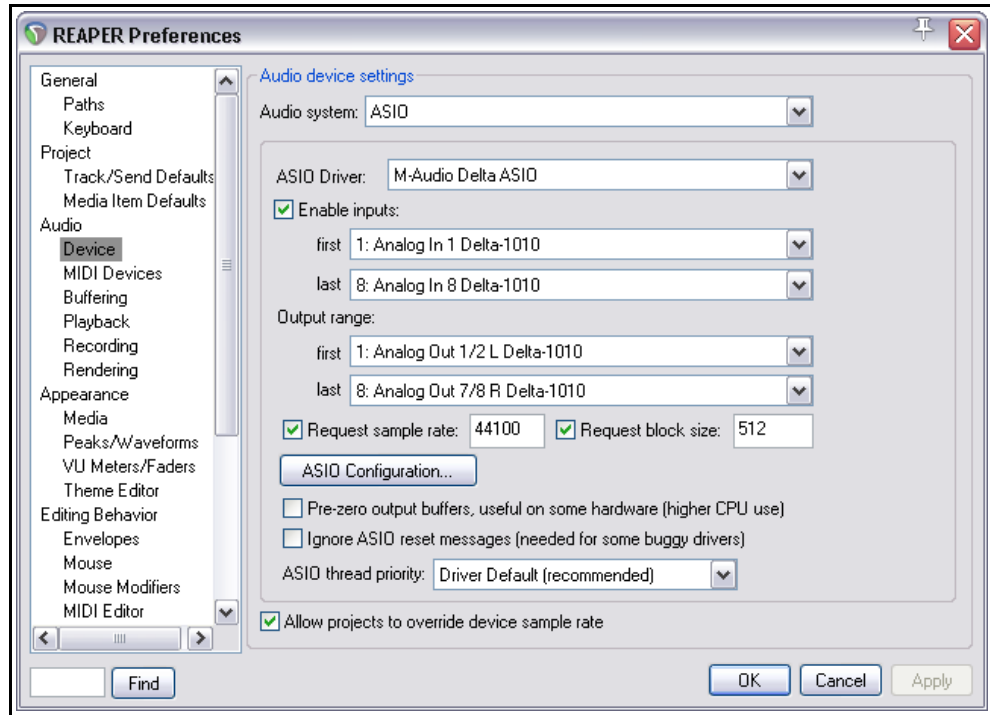 REAPER Preferences
General
Paths
Keyboard
Project
Track/Send Defaults
Media Item Defaults
Audio
Device
MIDI Devices
Buffering
Playback
Recording
Rendering
Appearance
Media
Peaks/Waveforms
VU Meters/Faders
Theme Editor
Editing Behavior
Envelopes
Mouse
Mouse Modifiers
MIDI Editor
Find
Audio device settings
Audio system: ASIO
ASIO Driver: M-Audio Delta ASIO
Enable inputs:
first 1: Analog In 1 Delta-1010
last 8: Analog In 8 Delta-1010
Output range:
first 1: Analog Out 1/2 L Delta-1010
last 8: Analog Out 7/8 R Delta-1010
Request sample rate: 44100 Request block size: 512
ASIO Configuration...
Pre-zero output buffers, useful on some hardware (higher CPU use)
Ignore ASIO reset messages (needed for some buggy drivers)
ASIO thread priority: Driver Default (recommended)
Allow projects to override device sample rate
OK Cancel Apply